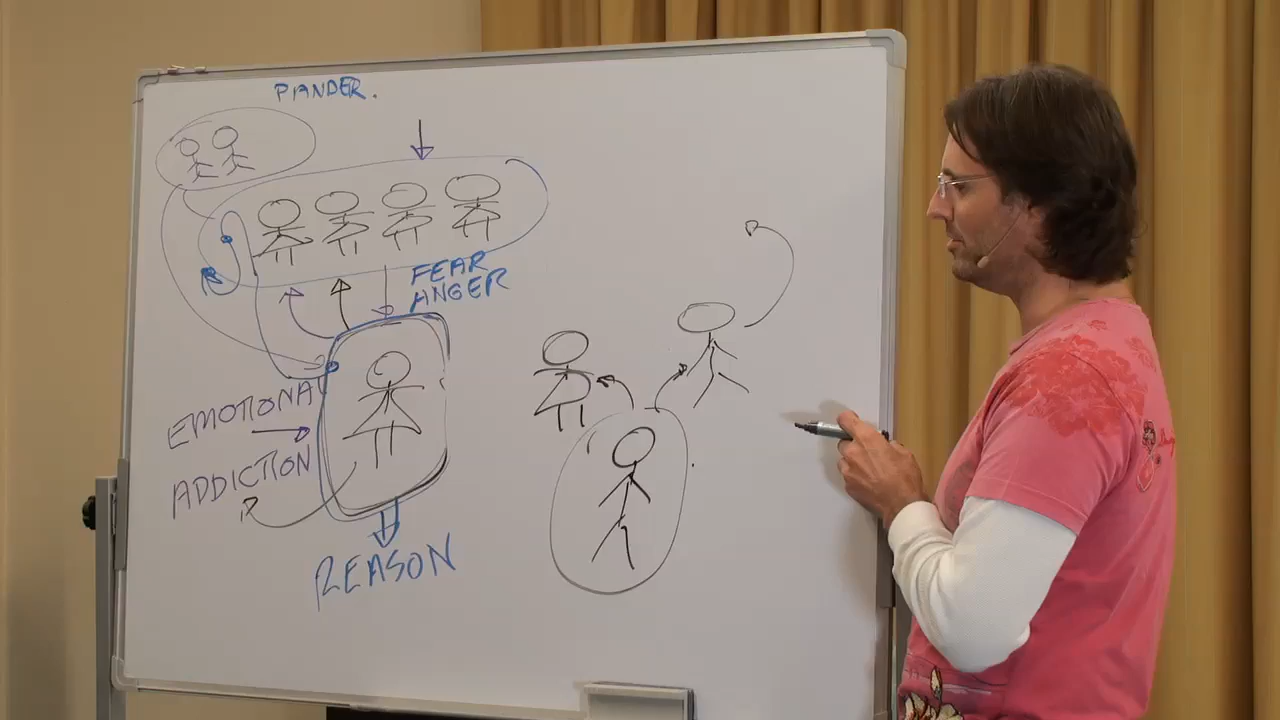 PANDER.
FEAR
ANGER
EMOTIONAL
ADDICTION
REASON